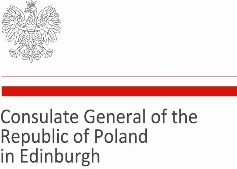 Consulate General of the
Republic of Poland
in Edinburgh